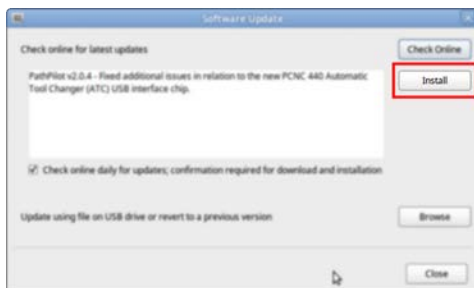 Software Update
Check online for latest updates
Check Online
PathPilot v2.0.4 - Fixed additional issues in relation to the new PCNC 440 Automatic
Tool Changer (ATC) USB interface chip.
Install
Check online daily for updates; confirmation required for download and installation
Update using file on USB drive or revert to a previous version
Browse
Close